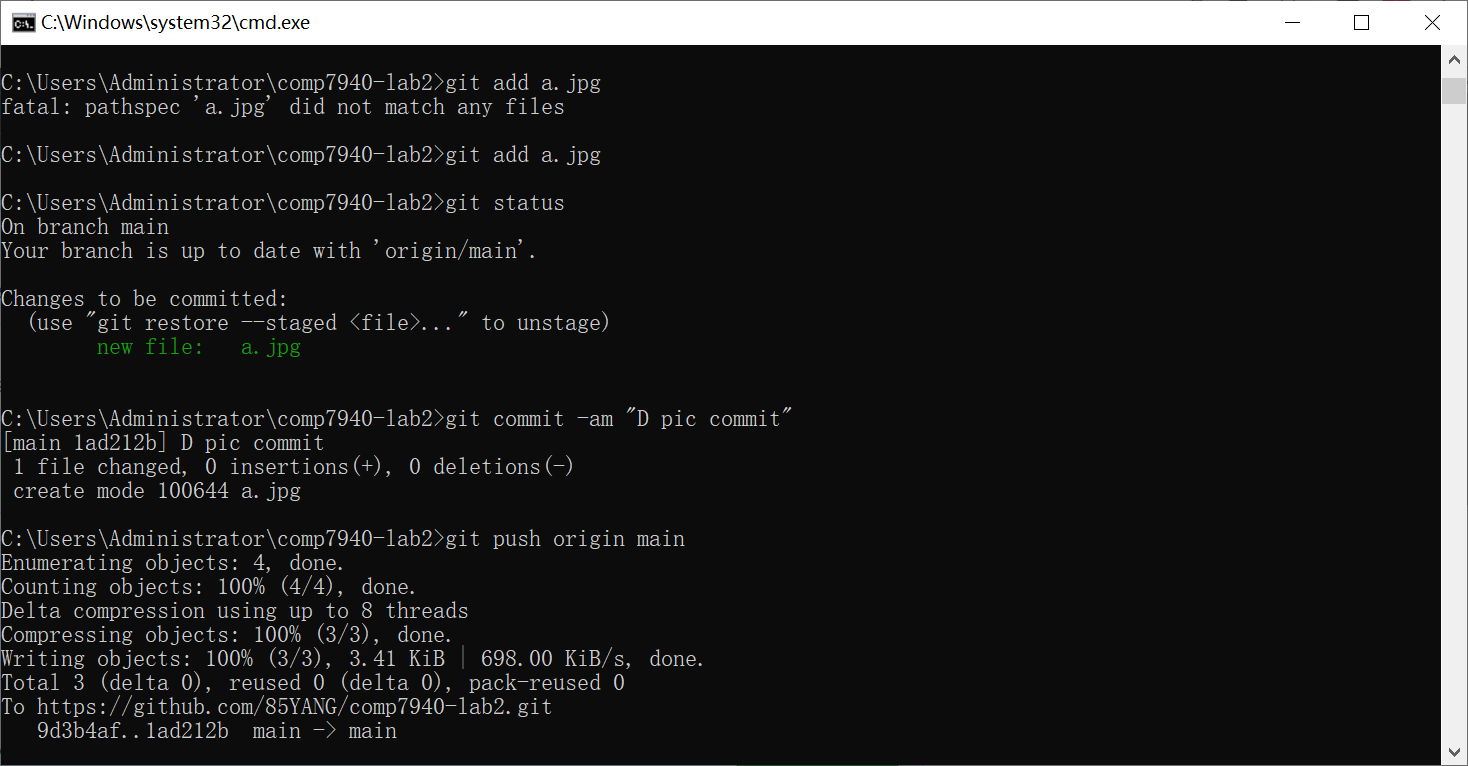 C:\Windows\system32\cmd.exe
C:\Users\Administrator\comp7940-lab2>git add a.jpg
fatal: pathspec 'a.jpg' did not match any files
C:\Users\Administrator\comp7940-lab2>git add a.jpg
C:\Users\Administrator\comp7940-lab2>git status
On branch main
Your branch is up to date with 'origin/main'.
Changes to be committed:
  (use "git restore --staged <file>..." to unstage)
        new file:   a.jpg
C:\Users\Administrator\comp7940-lab2>git commit -am "D pic commit"
[main 1ad212b] D pic commit
 1 file changed, 0 insertions(+), 0 deletions(-)
 create mode 100644 a.jpg
C:\Users\Administrator\comp7940-lab2>git push origin main
Enumerating objects: 4, done.
Counting objects: 100% (4/4), done.
Delta compression using up to 8 threads
Compressing objects: 100% (3/3), done.
Writing objects: 100% (3/3), 3.41 KiB | 698.00 KiB/s, done.
Total 3 (delta 0), reused 0 (delta 0), pack-reused 0
To https://github.com/85YANG/comp7940-lab2.git
   9d3b4af..1ad212b  main -> main